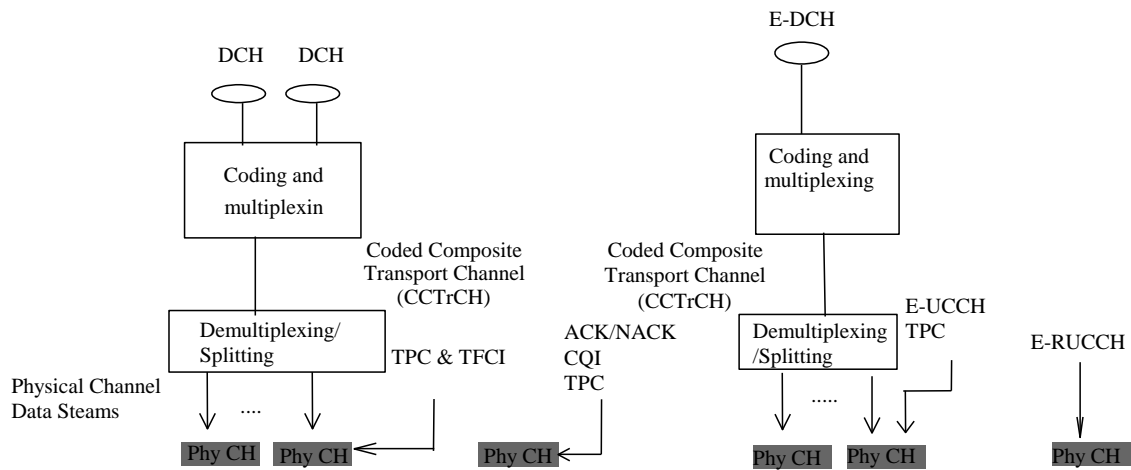 E-DCH
DCH DCH
Coding and
multiplexin
Coding and
multiplexing
Coded Composite
Transport Channel
(CCTrCH)
Coded Composite
Transport Channel
(CCTrCH)
Demultiplexing/
Splitting
TPC & TFCI
ACK/NACK
CQI
TPC
Demultiplexing
/Splitting
E-UCCH
TPC
E-RUCCH
Physical Channel
Data Steams
....
.....
Phy CH Phy CH Phy CH Phy CH Phy CH Phy CH